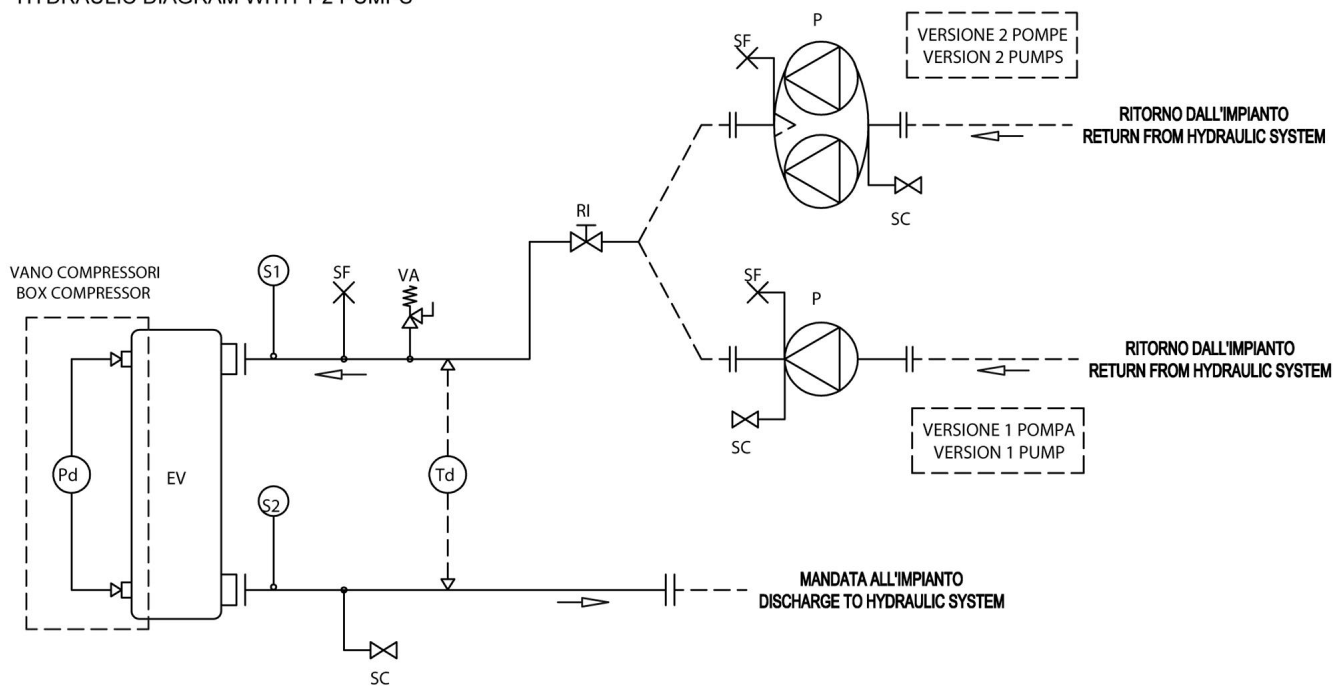 HYDRAULIC DIAGRAM WITH 1-2 PUMPS
P
SF
VERSIONE 2 POMPE
VERSION 2 PUMPS
RITORNO DALL'IMPIANTO
RETURN FROM HYDRAULIC SYSTEM
SC
RI
VANO COMPRESSORI
BOX COMPRESSOR
S1
SF
VA
SF
P
RITORNO DALL'IMPIANTO
RETURN FROM HYDRAULIC SYSTEM
SC
VERSIONE 1 POMPA
VERSION 1 PUMP
Pd
EV
Td
S2
MANDATA ALL'IMPIANTO
DISCHARGE TO HYDRAULIC SYSTEM
SC